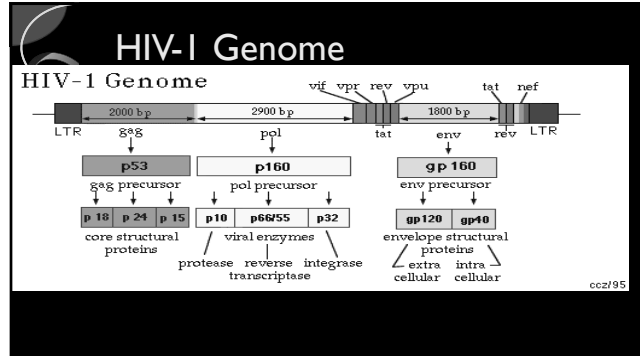 HIV-1 Genome
HIV-1 Genome
vif vpr rev vpu tat nef
2000 bp 2900 bp 1800 bp
LTR gag pol tat env rev LTR
p53 p160 gp160
gag precursor pol precursor env precursor
p 18 p 24 p 15 p10 p66/55 p32 gp120 gp40
core structural proteins
viral enzymes
envelope structural proteins
protease reverse transcriptase integrase
extra cellular intra cellular
ccz/95